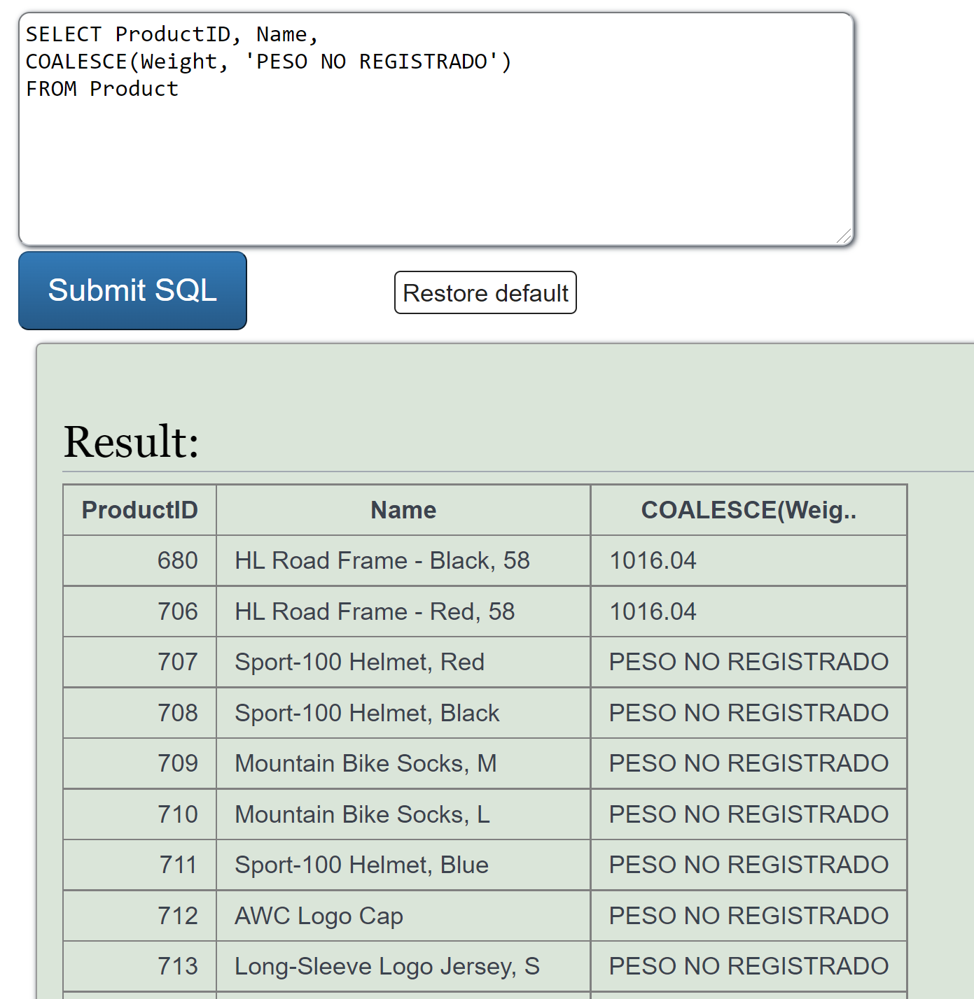 SELECT ProductID, Name,
COALESCE(Weight, 'PESO NO REGISTRADO')
FROM Product
Submit SQL
Restore default
Result:
ProductID Name COALESCE(Weig..
680 HL Road Frame - Black, 58 1016.04
706 HL Road Frame - Red, 58 1016.04
707 Sport-100 Helmet, Red PESO NO REGISTRADO
708 Sport-100 Helmet, Black PESO NO REGISTRADO
709 Mountain Bike Socks, M PESO NO REGISTRADO
710 Mountain Bike Socks, L PESO NO REGISTRADO
711 Sport-100 Helmet, Blue PESO NO REGISTRADO
712 AWC Logo Cap PESO NO REGISTRADO
713 Long-Sleeve Logo Jersey, S PESO NO REGISTRADO